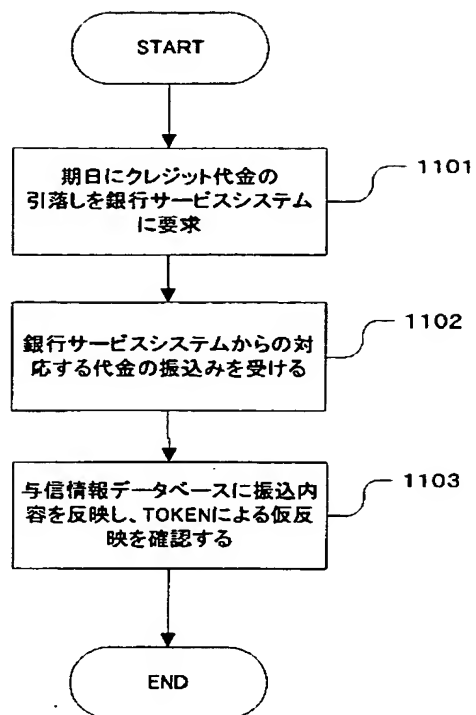 START
期日にクレジット代金の
引落しを銀行サービスシステム
に要求
1101
銀行サービスシステムからの対
応する代金の振込みを受ける
1102
与信情報データベースに振込内
容を反映し、TOKENによる仮反
映を確認する
1103
END